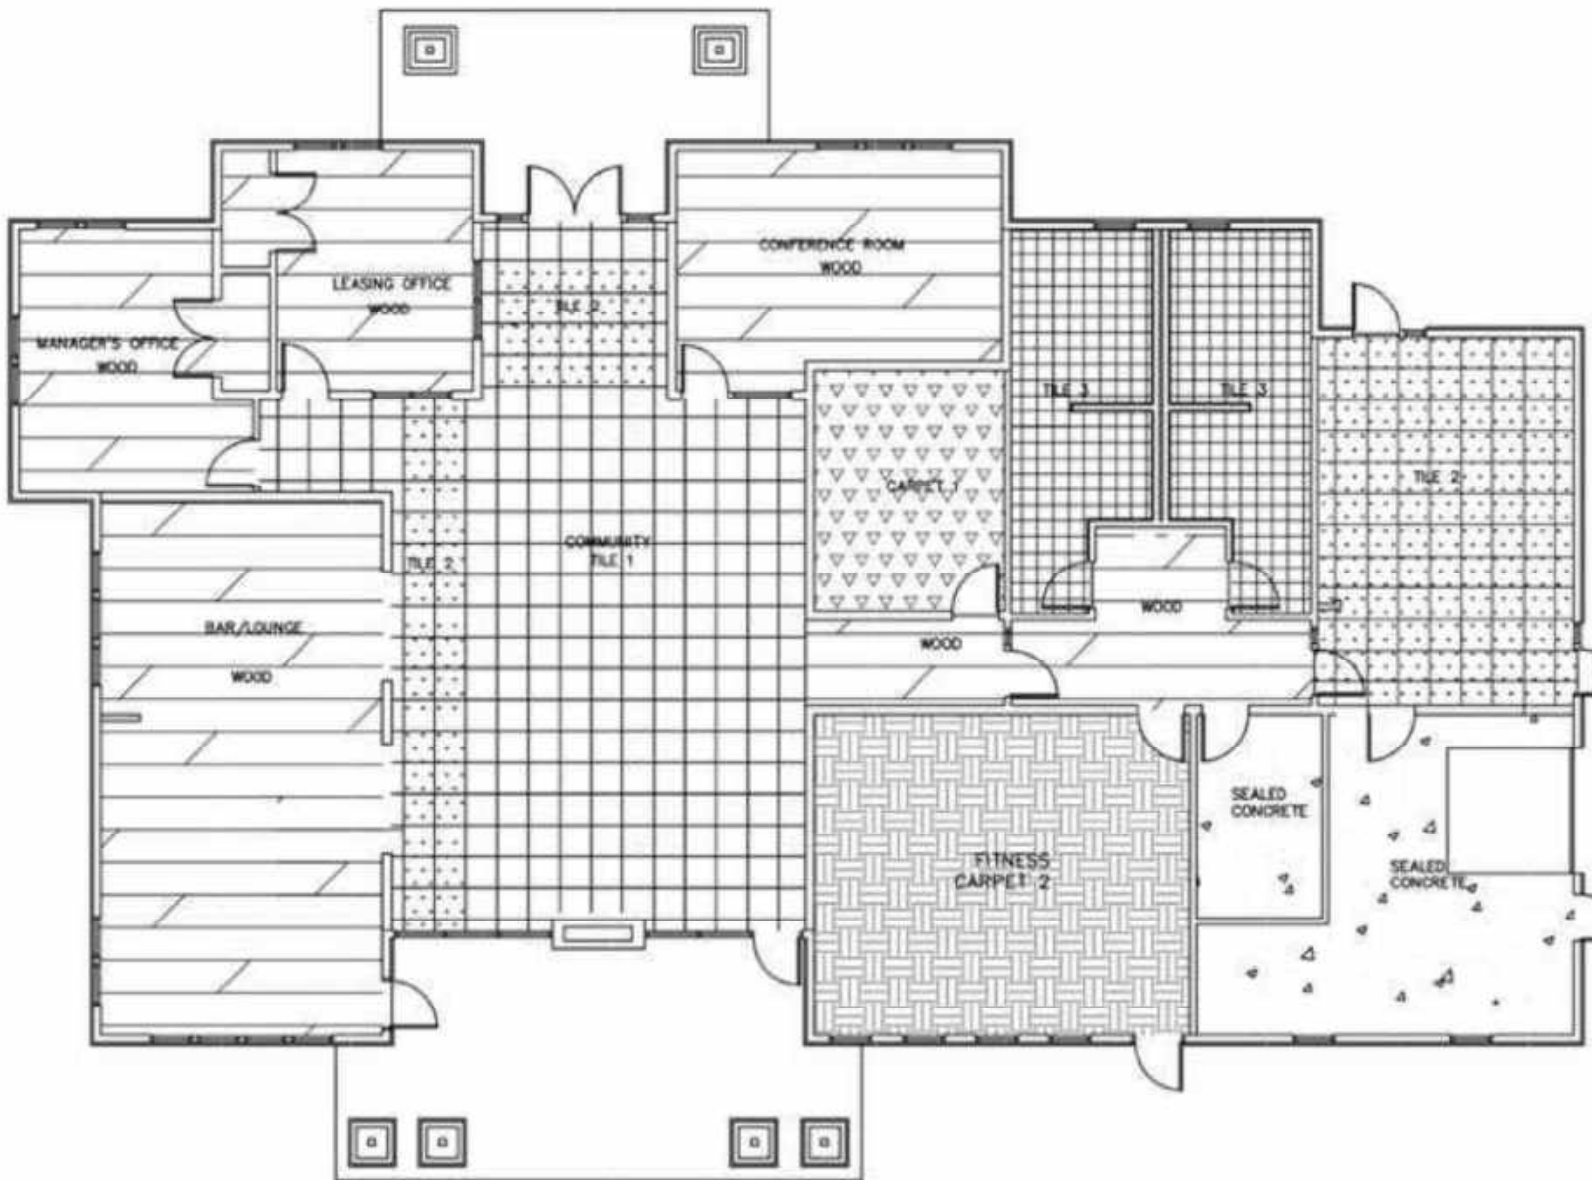 CONFERENCE ROOM
WOOD
LEASING OFFICE
WOOD
TILE 2
MANAGER'S OFFICE
WOOD
TILE 3
TILE 3
CARPET 1
TILE 2
COMMUNITY
TILE 1
TILE 2
BAR/LOUNGE
WOOD
WOOD
WOOD
SEALED
CONCRETE
FITNESS
CARPET 2
SEALED
CONCRETE